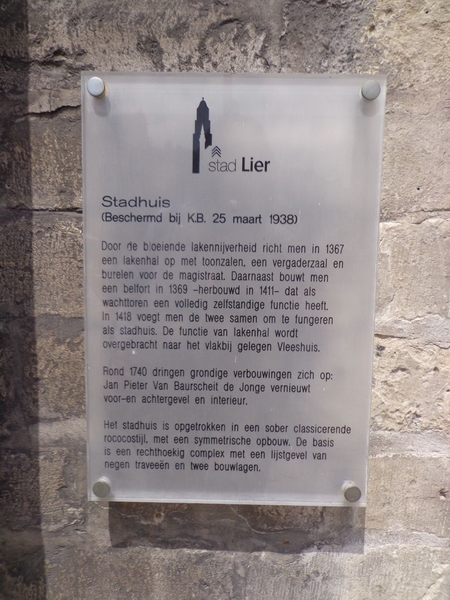 stad Lier
Stadhuis
(Beschermd bij K.B. 25 maart 1938)
Door de bloeiende lakennijverheid richt men in 1367
een lakenhal op met toonzalen, een vergaderzaal en
burelen voor de magistraat. Daarnaast bouwt men
een belfort in 1369 -herbouwd in 1411- dat als
wachttoren een volledig zelfstandige functie heeft.
In 1418 voegt men de twee samen om te fungeren
als stadhuis. De functie van lakenhal wordt
overgebracht naar het vlakbij gelegen Vleeshuis.
Rond 1740 dringen grondige verbouwingen zich op:
Jan Pieter Van Baurscheit de Jonge vernieuwt
voor-en achtergevel en interieur.
Het stadhuis is opgetrokken in een sober classicerende
rococostijl, met een symmetrische opbouw. De basis
is een rechthoekig complex met een lijstgevel van
negen traveeën en twee bouwlagen.